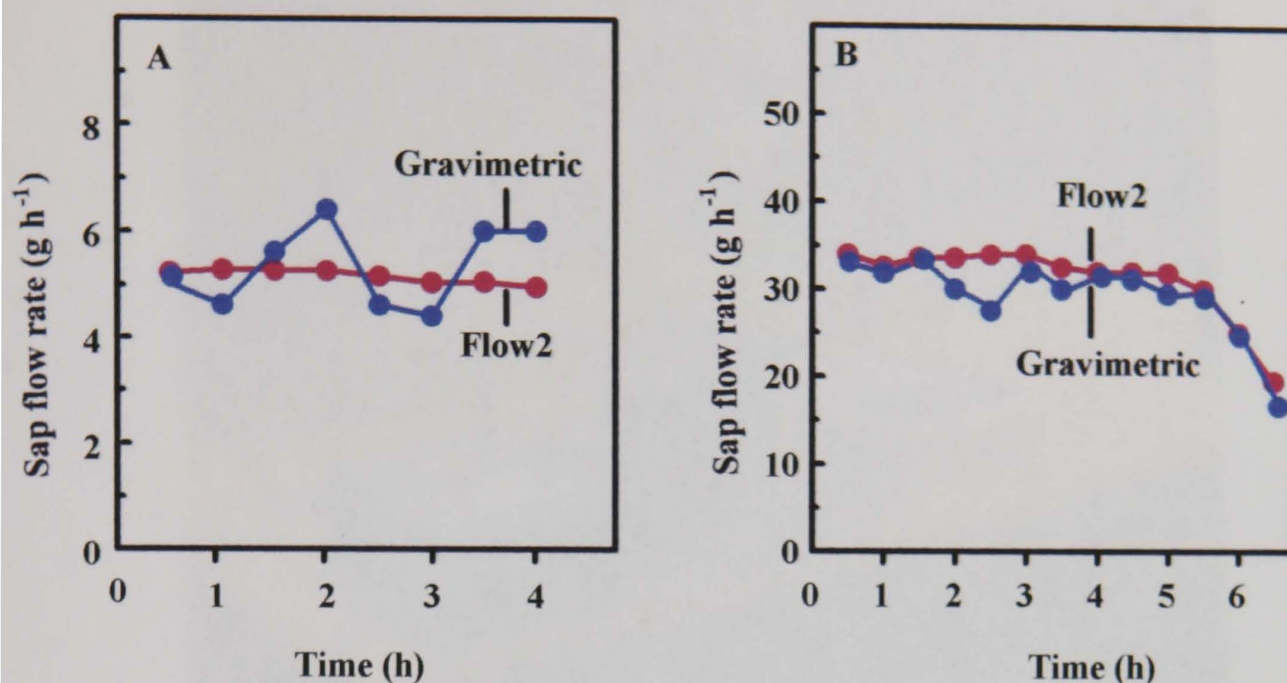 A
Sap flow rate (g h⁻¹)
8
6
4
2
0
Gravimetric
Flow2
0 1 2 3 4
Time (h)
B
Sap flow rate (g h⁻¹)
50
40
30
20
10
0
Flow2
Gravimetric
0 1 2 3 4 5 6
Time (h)